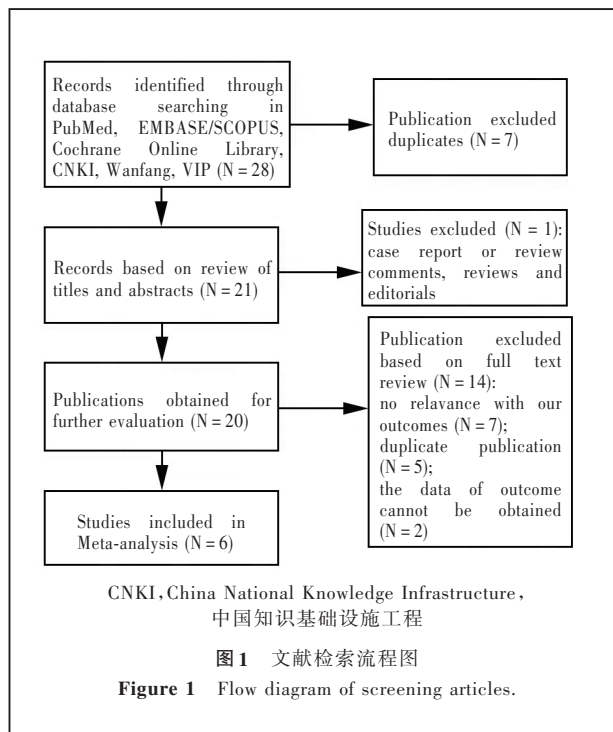 Records identified through
database searching in
PubMed, EMBASE/SCOPUS,
Cochrane Online Library,
CNKI, Wanfang, VIP (N = 28)
Publication excluded
duplicates (N = 7)
Records based on review of
titles and abstracts (N = 21)
Studies excluded (N = 1):
case report or review
comments, reviews and
editorials
Publications obtained for
further evaluation (N = 20)
Publication excluded
based on full text
review (N = 14):
no relavance with our
outcomes (N = 7);
duplicate publication
(N = 5);
the data of outcome
cannot be obtained
(N = 2)
Studies included in
Meta-analysis (N = 6)
CNKI,China National Knowledge Infrastructure,
中国知识基础设施工程
图1 文献检索流程图
Figure 1 Flow diagram of screening articles.